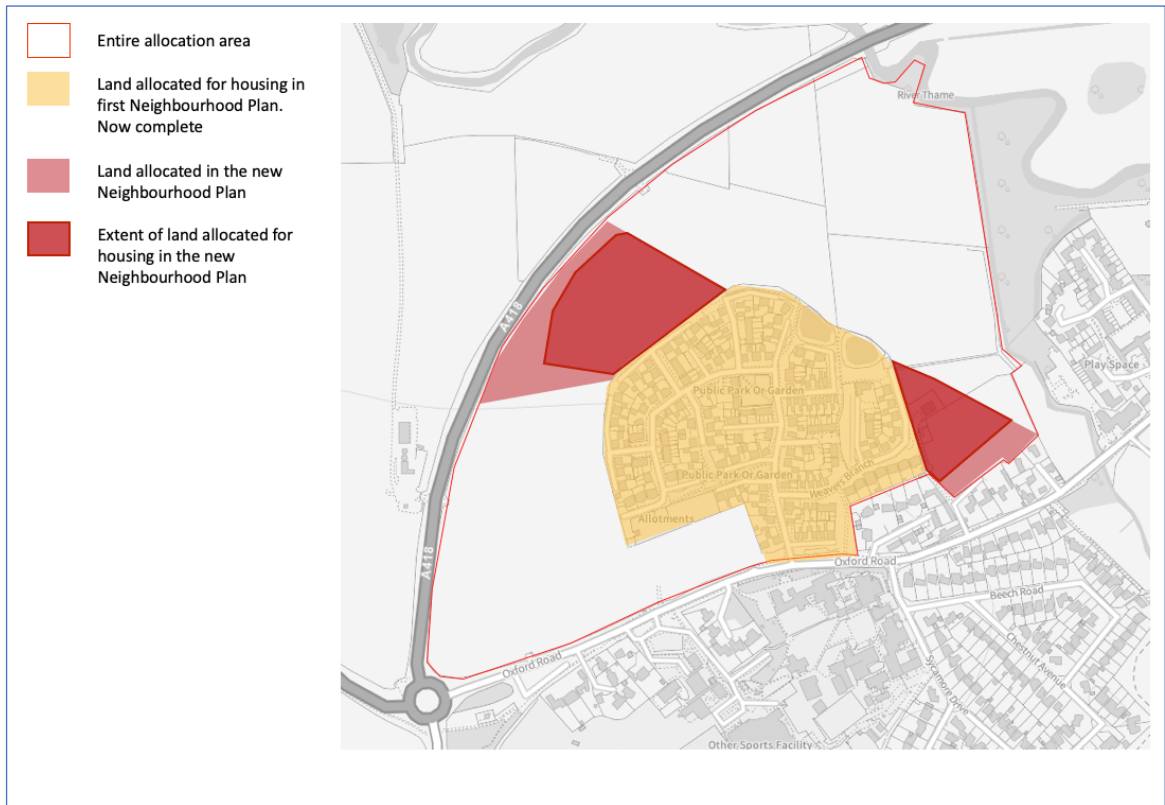 Entire allocation area
Land allocated for housing in
first Neighbourhood Plan.
Now complete
Land allocated in the new
Neighbourhood Plan
Extent of land allocated for
housing in the new
Neighbourhood Plan
River Thame
A418
Play Space
Public Park Or Garden
Public Park Or Garden
Weavers Branch
Allotments
A418
Oxford Road
Beech Road
Chestnut Avenue
Oxford Road
Sycamore Drive
Other Sports Facility